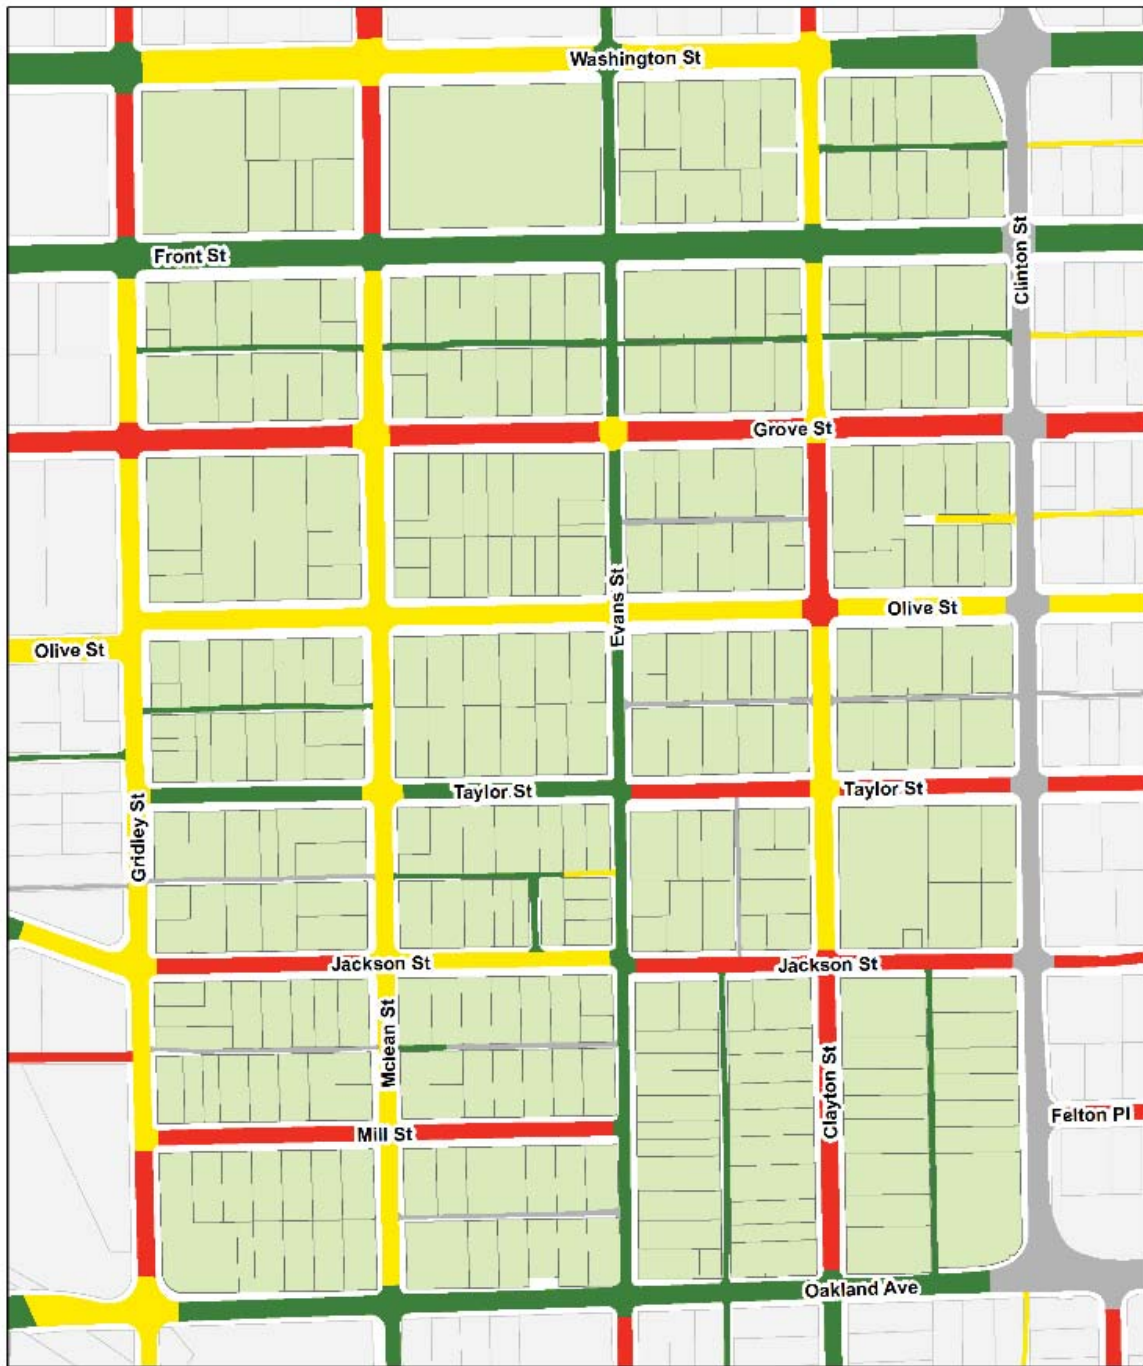 Washington St
Front St
Clinton St
Grove St
Evans St
Olive St
Olive St
Taylor St
Taylor St
Gridley St
Jackson St
Jackson St
Mclean St
Clayton St
Felton Pl
Mill St
Oakland Ave